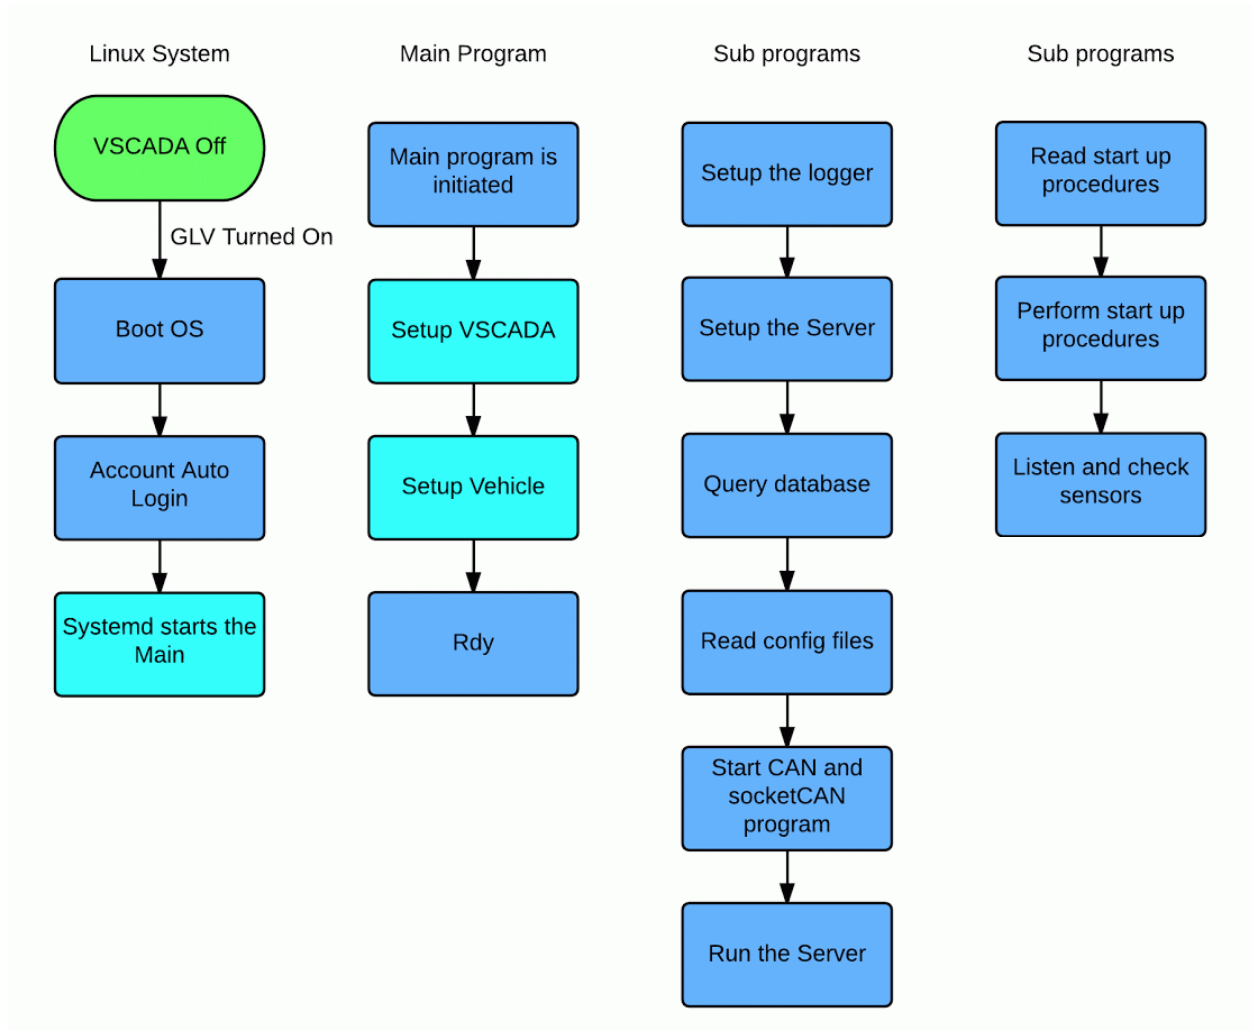 Linux System
VSCADA Off
GLV Turned On
Boot OS
Account Auto
Login
Systemd starts the
Main
Main Program
Main program is
initiated
Setup VSCADA
Setup Vehicle
Rdy
Sub programs
Setup the logger
Setup the Server
Query database
Read config files
Start CAN and
socketCAN
program
Run the Server
Sub programs
Read start up
procedures
Perform start up
procedures
Listen and check
sensors